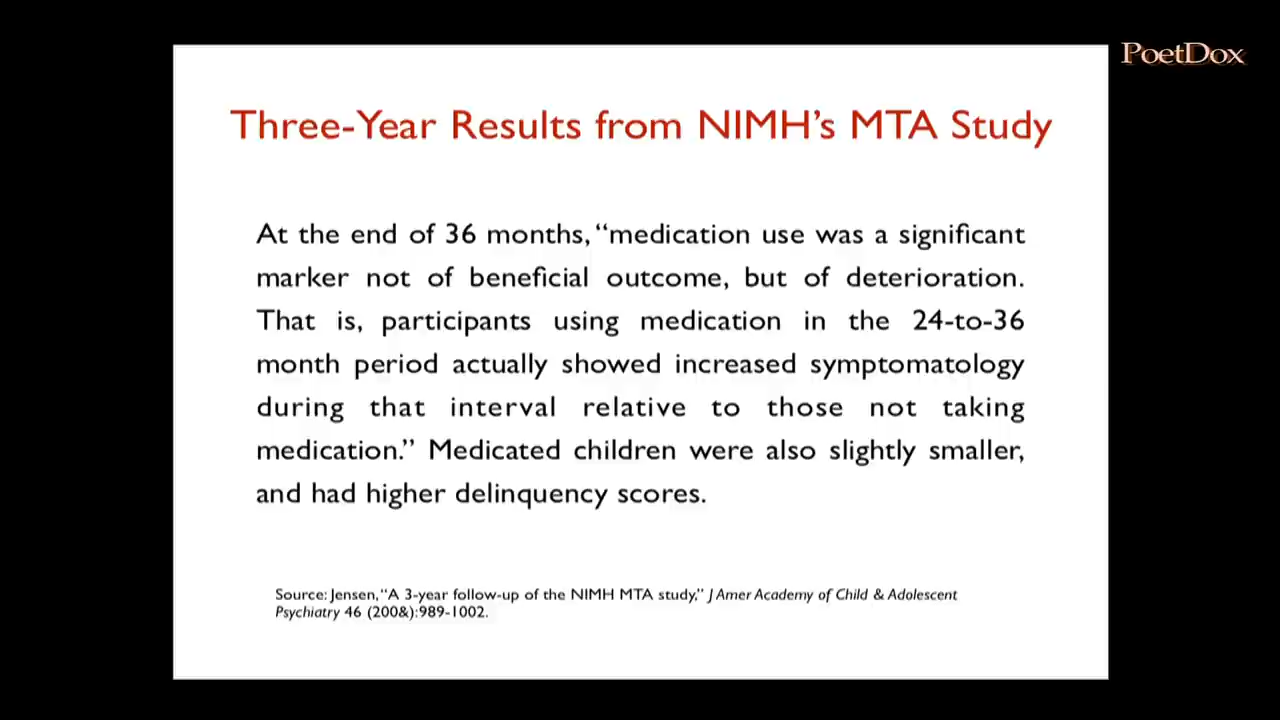 PoetDox
Three-Year Results from NIMH's MTA Study
At the end of 36 months, “medication use was a significant
marker not of beneficial outcome, but of deterioration.
That is, participants using medication in the 24-to-36
month period actually showed increased symptomatology
during that interval relative to those not taking
medication.” Medicated children were also slightly smaller,
and had higher delinquency scores.
Source: Jensen, “A 3-year follow-up of the NIMH MTA study,” J Amer Academy of Child & Adolescent
Psychiatry 46 (200&):989-1002.